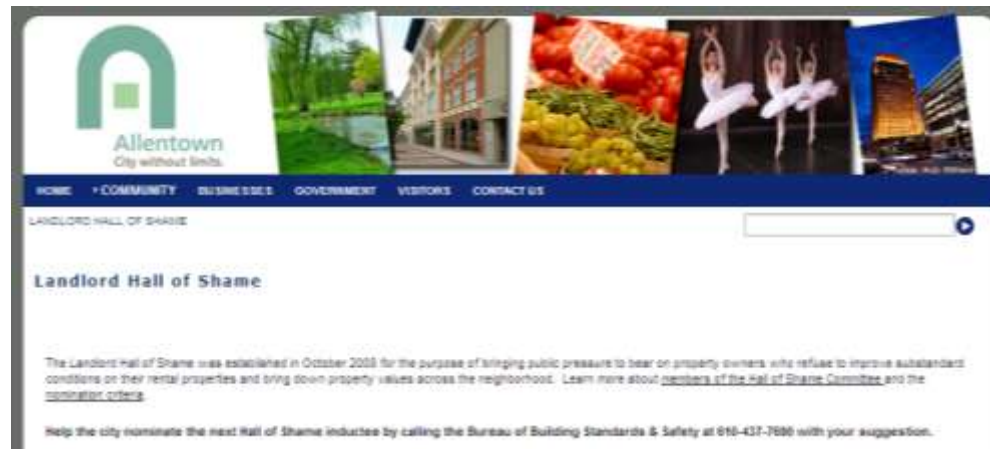 Allentown
City without limits.
HOME • COMMUNITY BUSINESSES GOVERNMENT VISITORS CONTACT US
LANDLORD HALL OF SHAME
Landlord Hall of Shame
The Landlord Hall of Shame was established in October 2003 for the purpose of bringing public pressure to bear on property owners who refuse to improve substandard
conditions on their rental properties and bring down property values across the neighborhood. Learn more about members of the Hall of Shame Committee and the
nomination criteria.
Help the city nominate the next Hall of Shame inductee by calling the Bureau of Building Standards & Safety at with your suggestion.